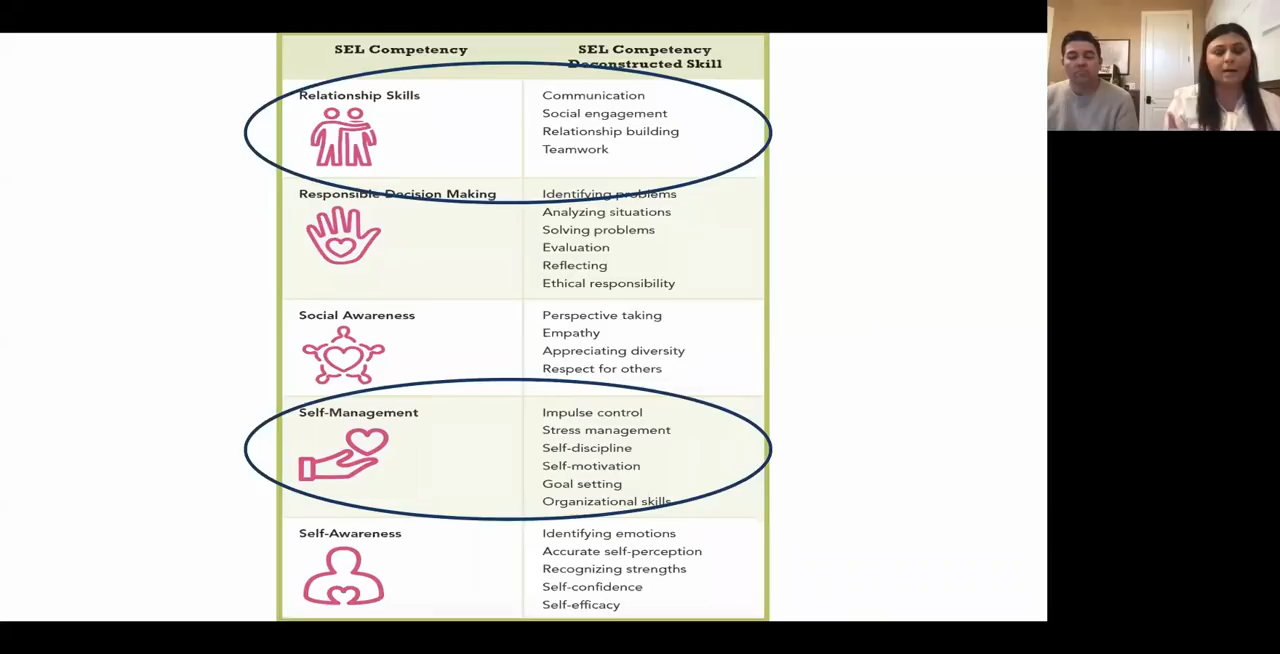 SEL Competency
SEL Competency
Deconstructed Skill
Relationship Skills
Communication
Social engagement
Relationship building
Teamwork
Responsible Decision Making
Identifying problems
Analyzing situations
Solving problems
Evaluation
Reflecting
Ethical responsibility
Social Awareness
Perspective taking
Empathy
Appreciating diversity
Respect for others
Self-Management
Impulse control
Stress management
Self-discipline
Self-motivation
Goal setting
Organizational skills
Self-Awareness
Identifying emotions
Accurate self-perception
Recognizing strengths
Self-confidence
Self-efficacy